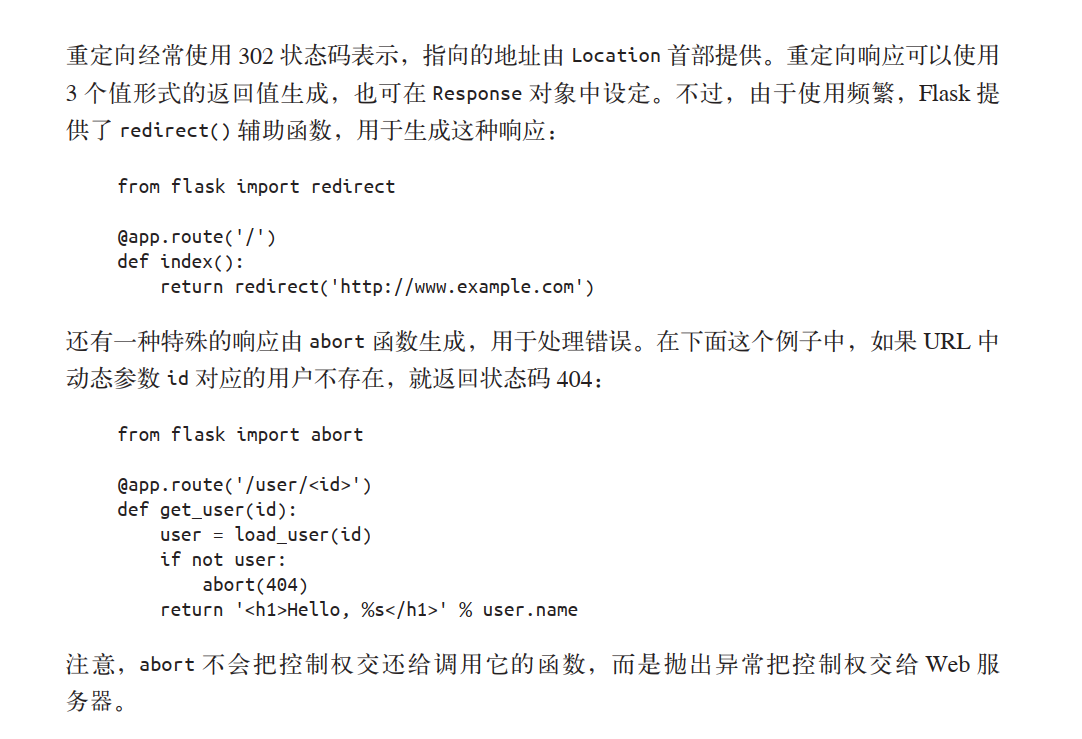 重定向经常使用 302 状态码表示，指向的地址由 Location 首部提供。重定向响应可以使用
3 个值形式的返回值生成，也可在 Response 对象中设定。不过，由于使用频繁，Flask 提
供了 redirect() 辅助函数，用于生成这种响应：
from flask import redirect
@app.route('/')
def index():
    return redirect('http://www.example.com')
还有一种特殊的响应由 abort 函数生成，用于处理错误。在下面这个例子中，如果 URL 中
动态参数 id 对应的用户不存在，就返回状态码 404：
from flask import abort
@app.route('/user/<id>')
def get_user(id):
    user = load_user(id)
    if not user:
        abort(404)
    return '<h1>Hello, %s</h1>' % user.name
注意，abort 不会把控制权交还给调用它的函数，而是抛出异常把控制权交给 Web 服
务器。